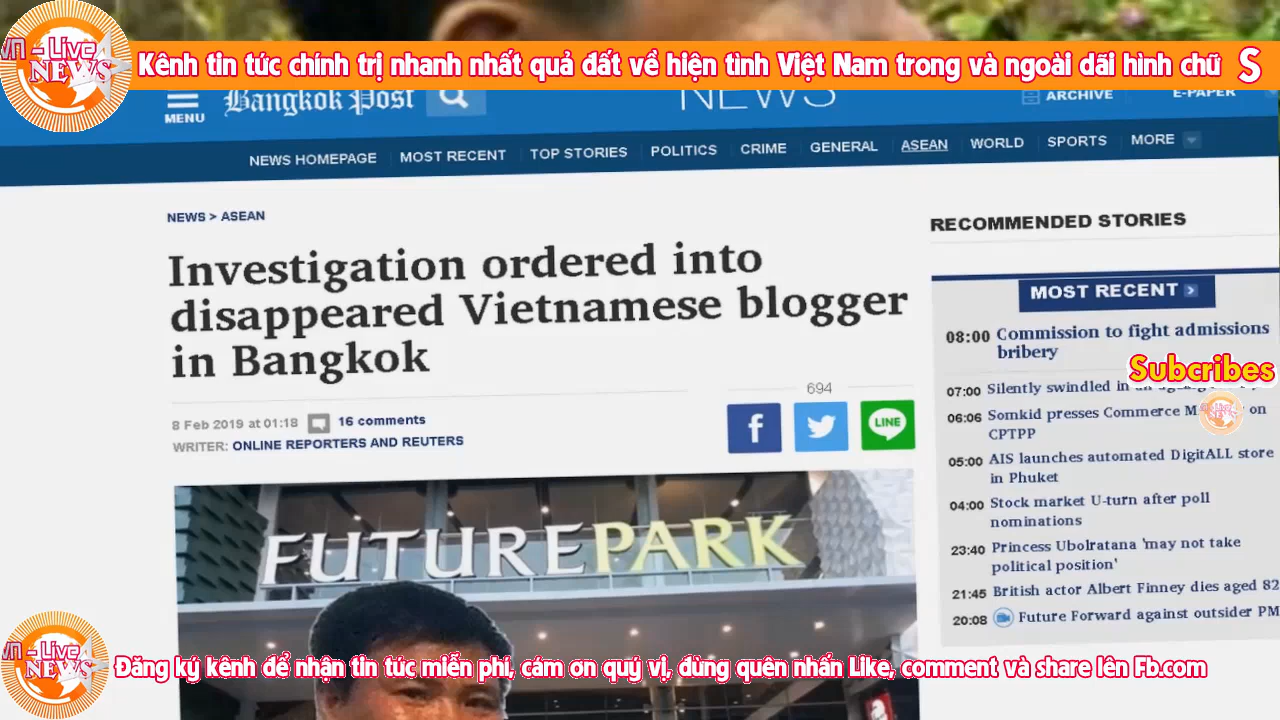 VN - Live
NEWS
Kênh tin tức chính trị nhanh nhất quả đất về hiện tình Việt Nam trong và ngoài dãi hình chữ S
MENU
Bangkok Post
NEWS
ARCHIVE
E-PAPER
NEWS HOMEPAGE
MOST RECENT
TOP STORIES
POLITICS
CRIME
GENERAL
ASEAN
WORLD
SPORTS
MORE
NEWS > ASEAN
Investigation ordered into
disappeared Vietnamese blogger
in Bangkok
8 Feb 2019 at 01:18
16 comments
WRITER: ONLINE REPORTERS AND REUTERS
694
LINE
FUTUREPARK
RECOMMENDED STORIES
MOST RECENT
08:00 Commission to fight admissions
bribery
Subcribes
07:00 Silently swindled in
06:06 Somkid presses Commerce on
CPTPP
05:00 AIS launches automated DigitALL store
in Phuket
04:00 Stock market U-turn after poll
nominations
23:40 Princess Ubolratana 'may not take
political position'
21:45 British actor Albert Finney dies aged 82
20:08 Future Forward against outsider PM
VN - Live
NEWS
Đăng ký kênh để nhận tin tức miễn phí, cám ơn quý vị, đừng quên nhấn Like, comment và share lên Fb.com